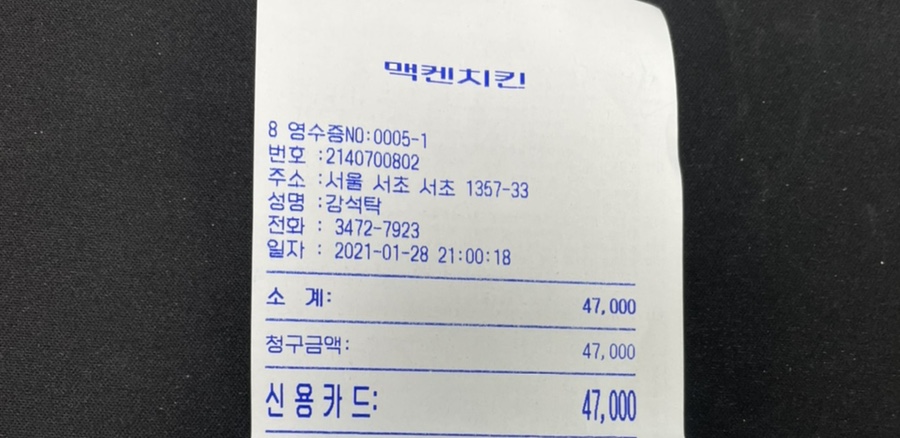 맥켄치킨
8 영수증NO:0005-1
번호 :2140700802
주소 :서울 서초 서초 1357-33
성명 :강석탁
전화 : 3472-7923
일자 : 2021-01-28 21:00:18
소 계: 47,000
청구금액: 47,000
신용카드: 47,000